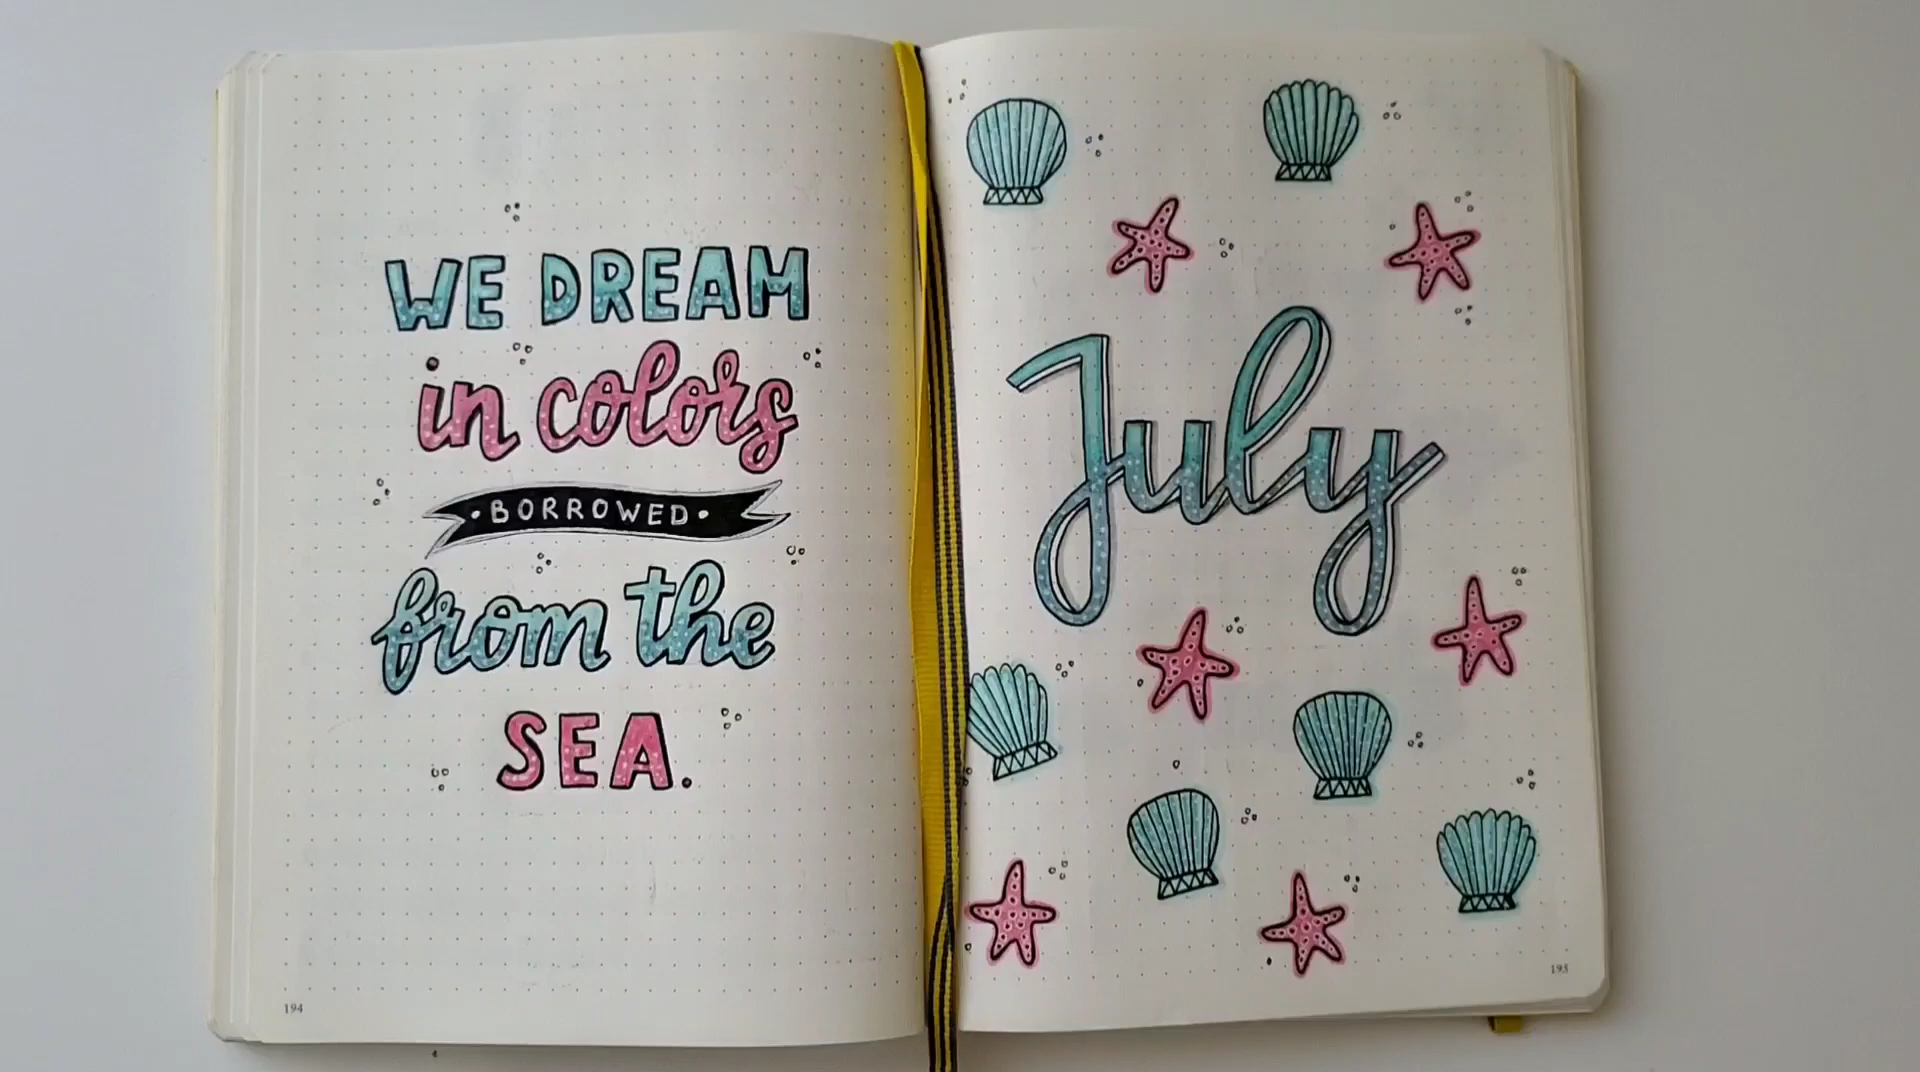 WE DREAM
in colors
• BORROWED •
from the
SEA.
194
July
195